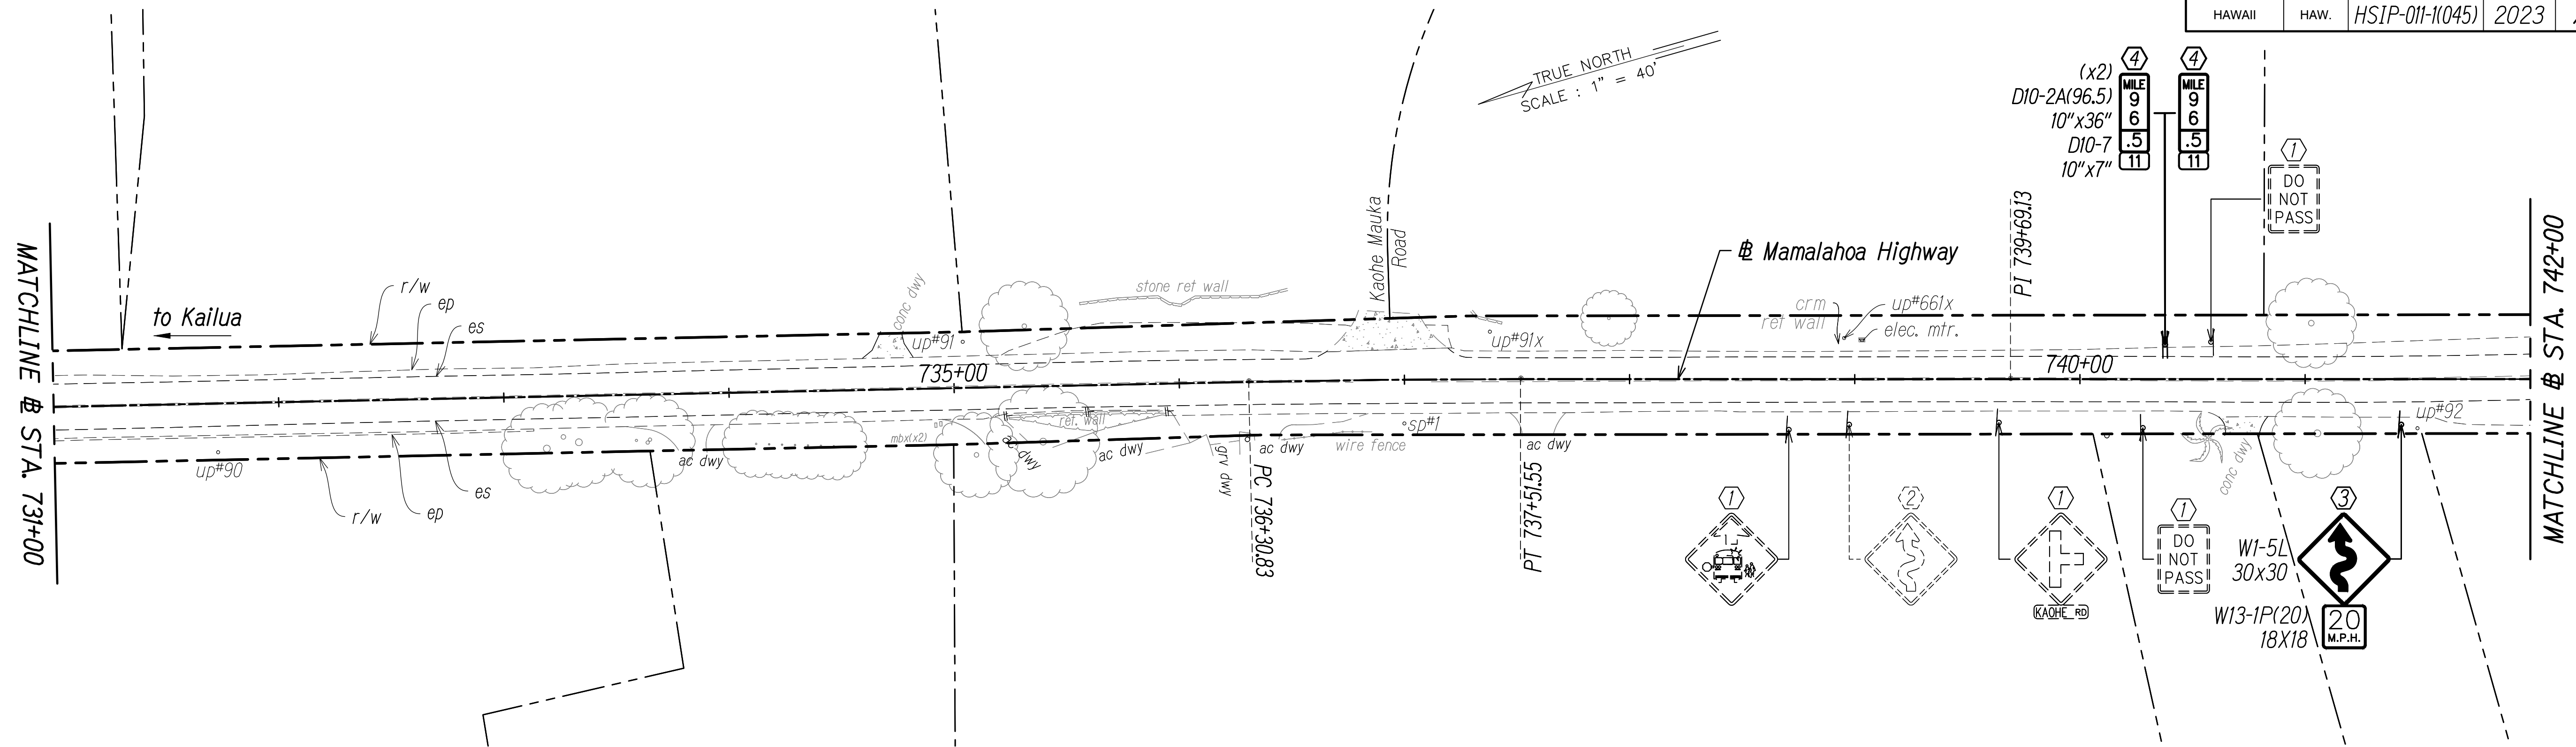 HAWAII HAW. HSIP-011-1(045) 2023
TRUE NORTH
SCALE : 1" = 40'
(x2)
D10-2A(96.5)
10"x36"
D10-7
10"x7"
4
MILE
9
6
.5
11
4
MILE
9
6
.5
11
1
DO
NOT
PASS
MATCHLINE ℄ STA. 731+00
to Kailua
r/w
ep
es
conc dwy
up#91
stone ret wall
Kaohe Mauka
Road
up#91x
℄ Mamalahoa Highway
crm
ret wall
up#661x
elec. mtr.
PI 739+69.13
735+00
740+00
MATCHLINE ℄ STA. 742+00
up#90
r/w
ep
es
ac dwy
mbx(x2)
ref. wall
ac dwy
ac dwy
grv dwy
PC 736+30.83
ac dwy
wire fence
sp#1
PT 737+51.55
ac dwy
conc dwy
up#92
1
2
1
KAOHE RD
1
DO
NOT
PASS
3
W1-5L
30x30
W13-1P(20)
18X18
20
M.P.H.